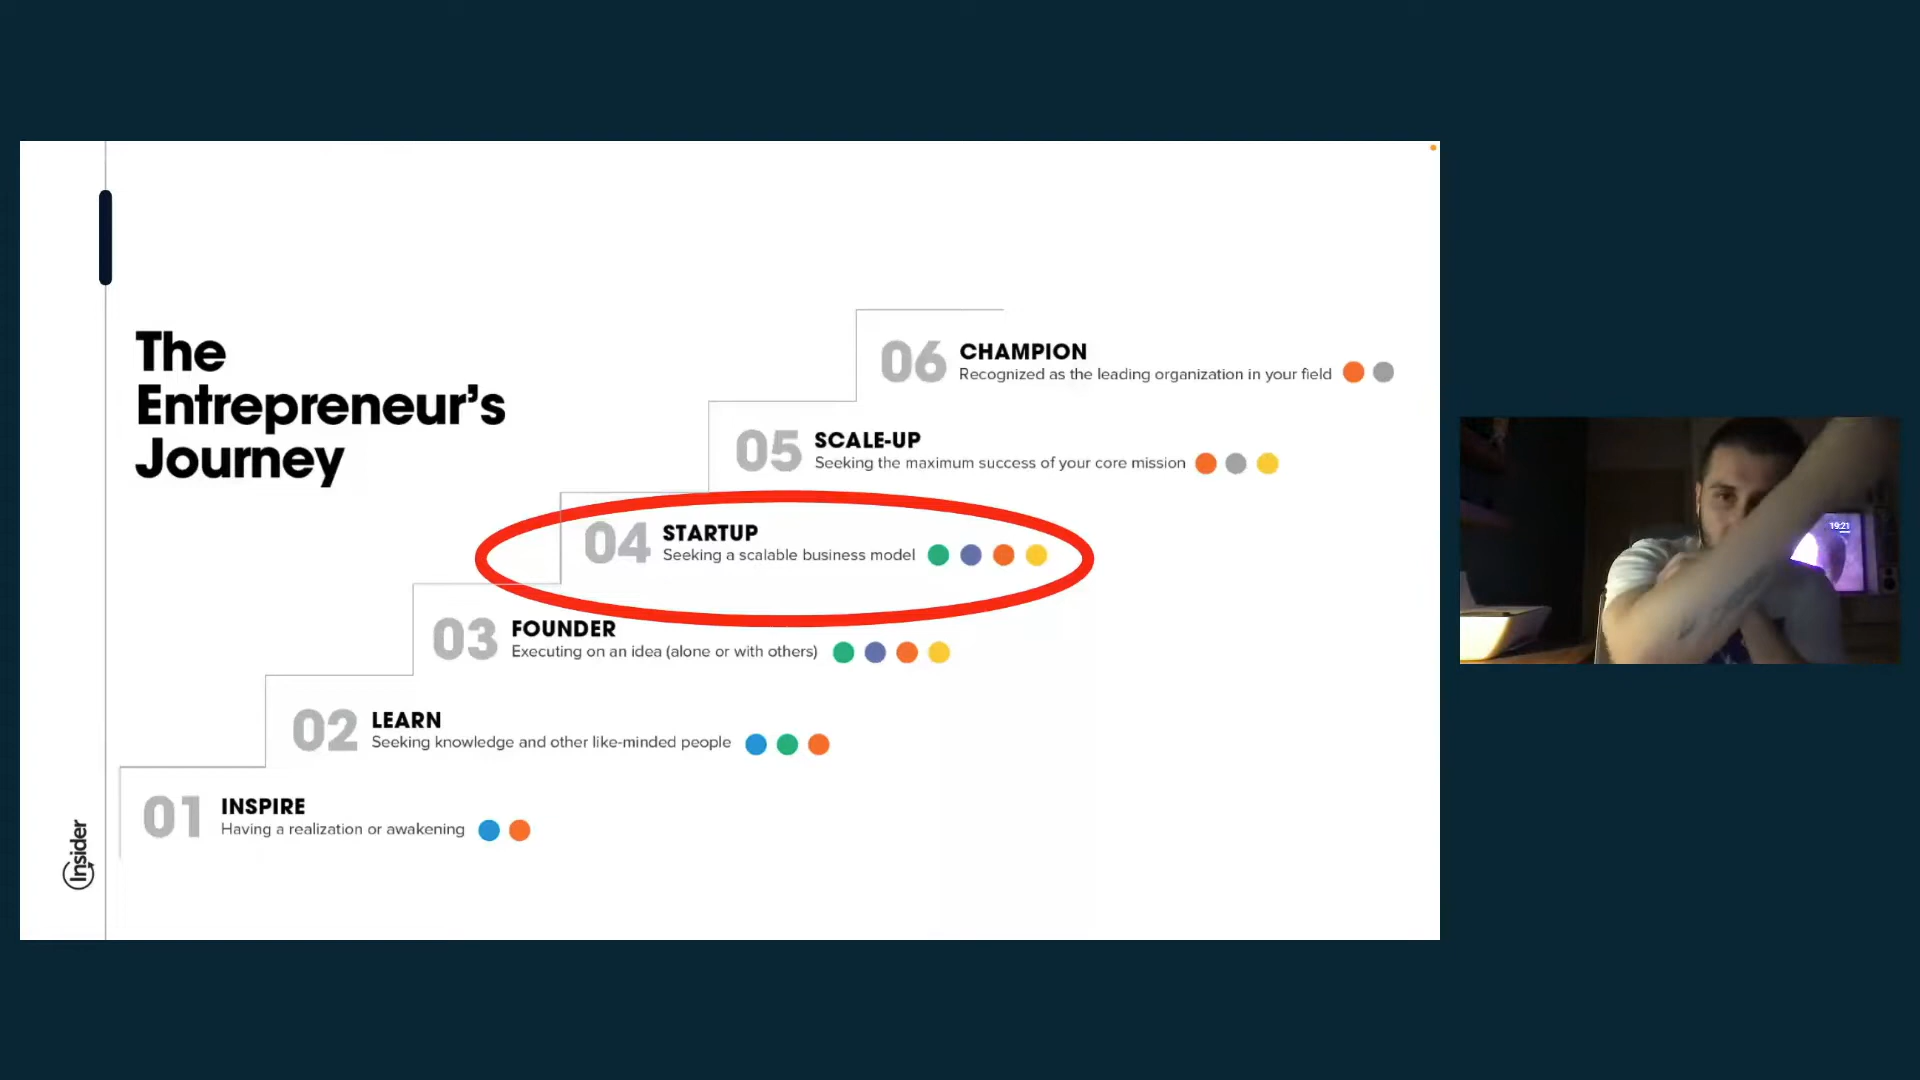 The
Entrepreneur's
Journey
06 CHAMPION
Recognized as the leading organization in your field
05 SCALE-UP
Seeking the maximum success of your core mission
04 STARTUP
Seeking a scalable business model
03 FOUNDER
Executing on an idea (alone or with others)
02 LEARN
Seeking knowledge and other like-minded people
01 INSPIRE
Having a realization or awakening
Insider
19:21